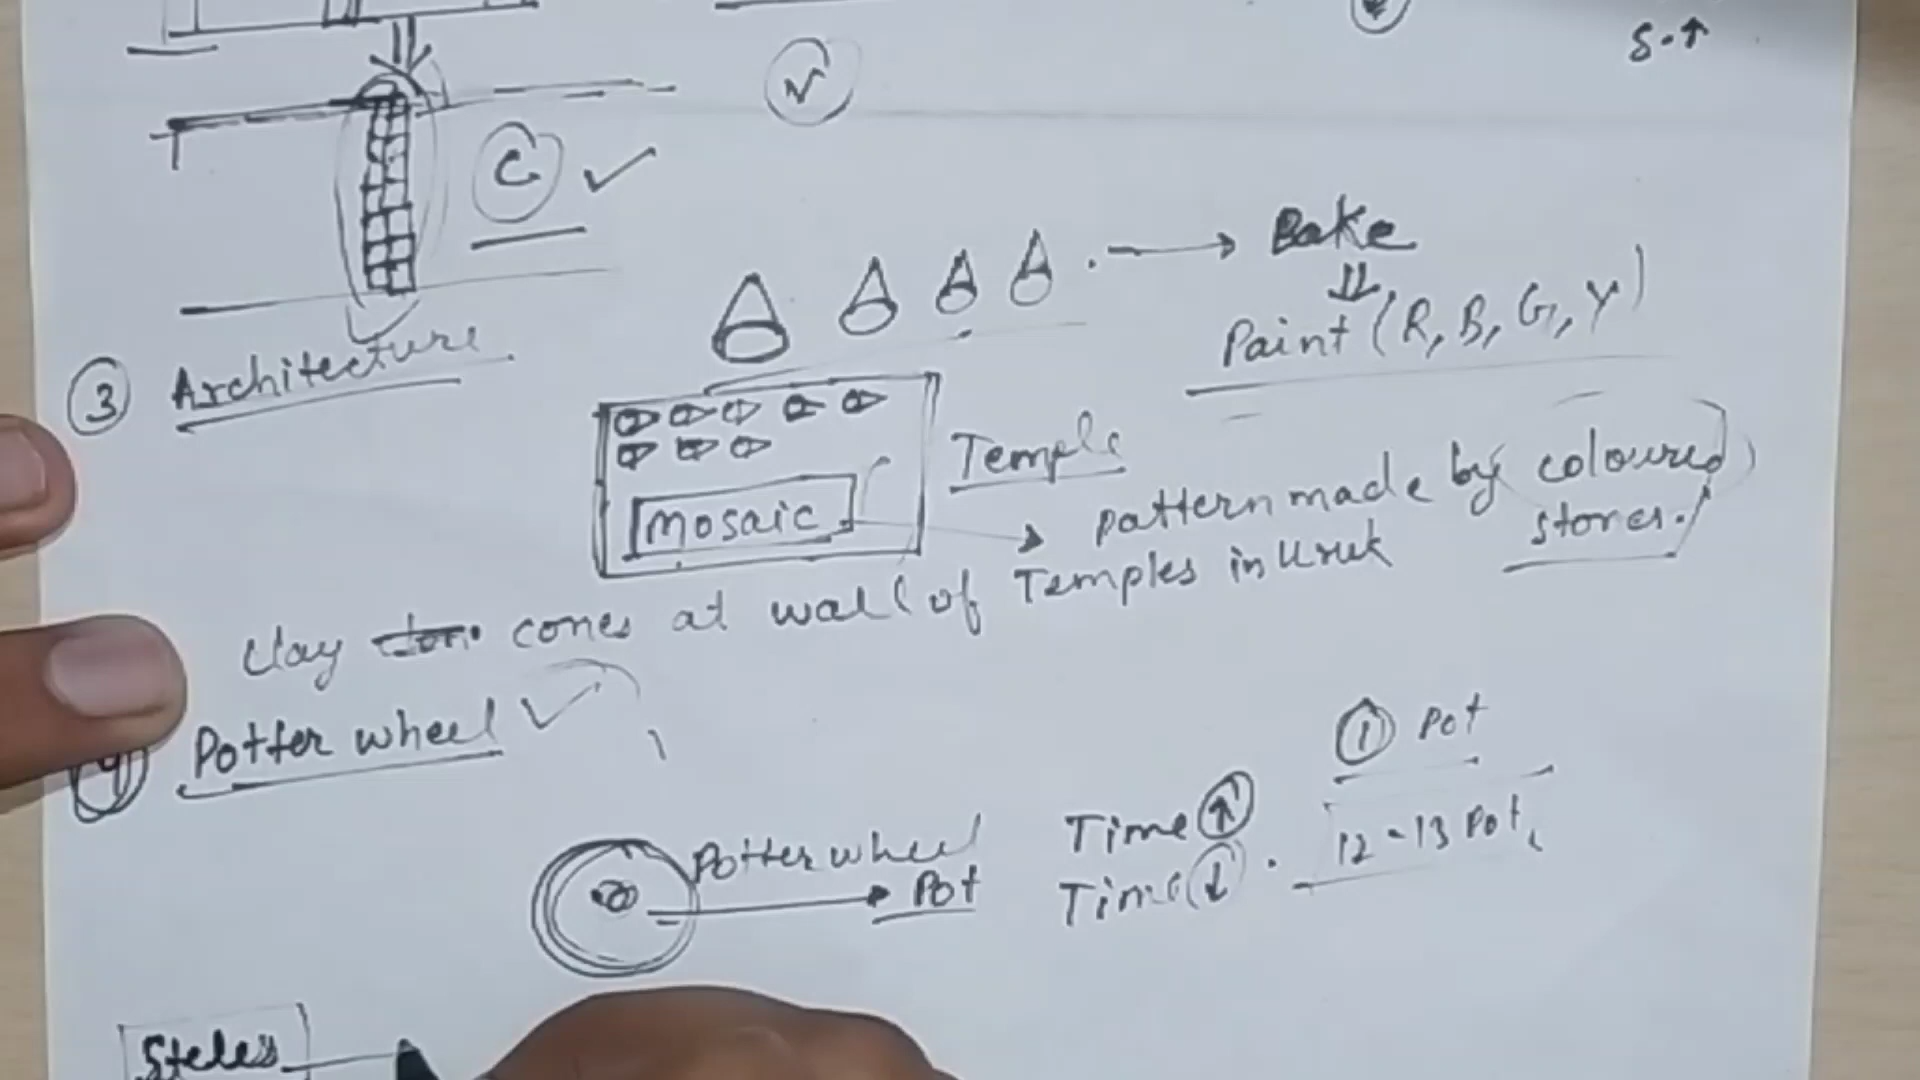 S.↑
C ✓
Bake
Paint (R, B, G, Y)
③ Architecture.
Temple
mosaic → pattern made by coloured
stones.
Clay cones at wall of Temples in Uruk
④ Potter wheel ✓
① Pot
Potter wheel
Pot
Time ↑
Time ↓ . 12-13 Pot
Steles